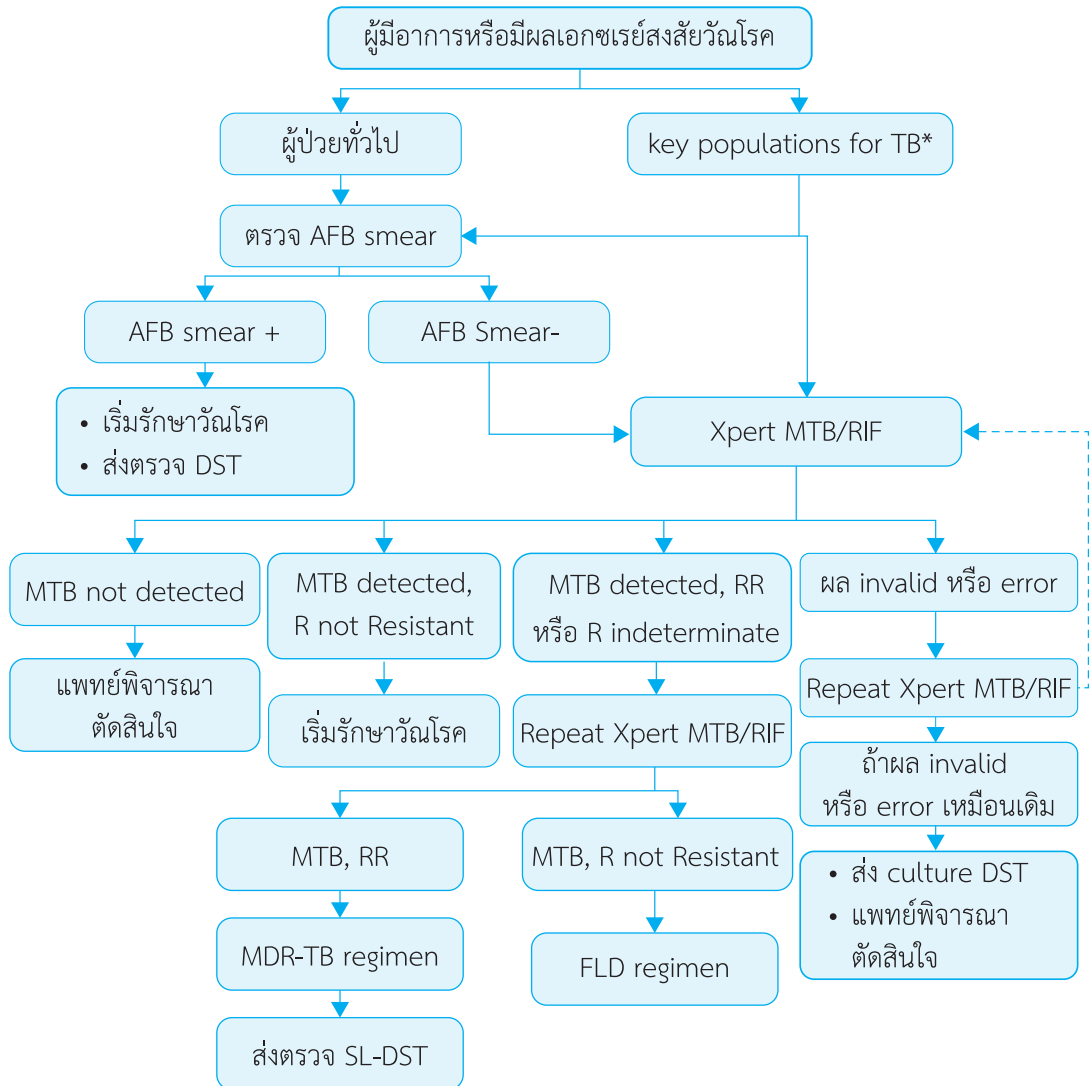 ผู้มีอาการหรือมีผลเอกซเรย์สงสัยวัณโรค
ผู้ป่วยทั่วไป
key populations for TB*
ตรวจ AFB smear
AFB smear +
AFB Smear-
• เริ่มรักษาวัณโรค
• ส่งตรวจ DST
Xpert MTB/RIF
MTB not detected
MTB detected,
R not Resistant
MTB detected, RR
หรือ R indeterminate
ผล invalid หรือ error
แพทย์พิจารณา
ตัดสินใจ
เริ่มรักษาวัณโรค
Repeat Xpert MTB/RIF
Repeat Xpert MTB/RIF
ถ้าผล invalid
หรือ error เหมือนเดิม
MTB, RR
MTB, R not Resistant
• ส่ง culture DST
• แพทย์พิจารณา
ตัดสินใจ
MDR-TB regimen
FLD regimen
ส่งตรวจ SL-DST